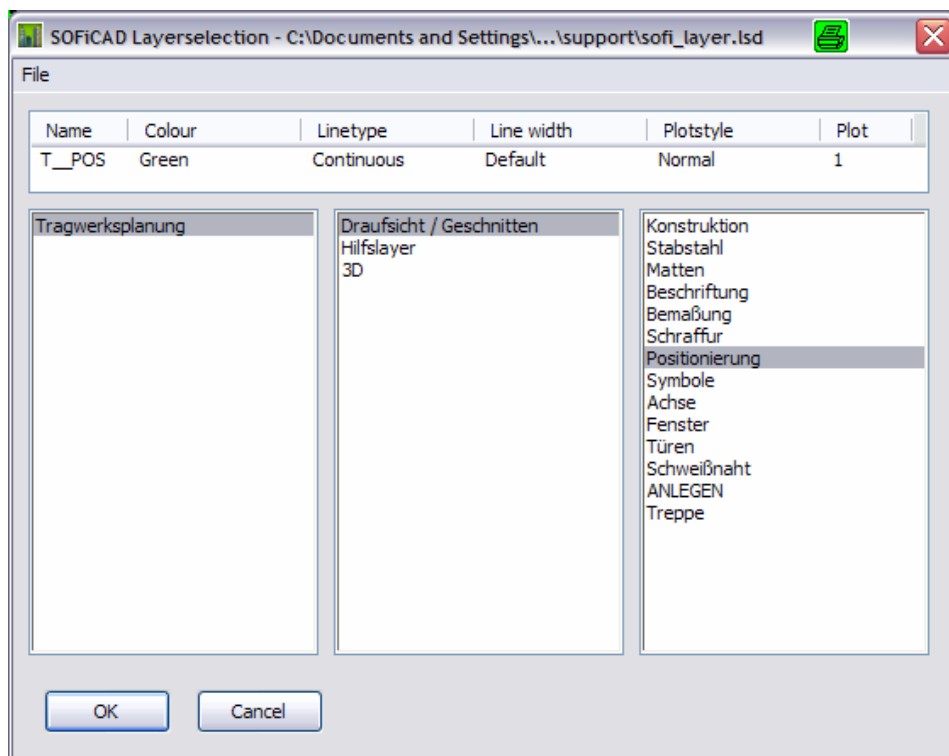 SOFiCAD Layerselection - C:\Documents and Settings\...\support\sofi_layer.lsd
File
Name Colour Linetype Line width Plotstyle Plot
T__POS Green Continuous Default Normal 1
Tragwerksplanung
Draufsicht / Geschnitten
Hilfslayer
3D
Konstruktion
Stabstahl
Matten
Beschriftung
Bemaßung
Schraffur
Positionierung
Symbole
Achse
Fenster
Türen
Schweißnaht
ANLEGEN
Treppe
OK Cancel